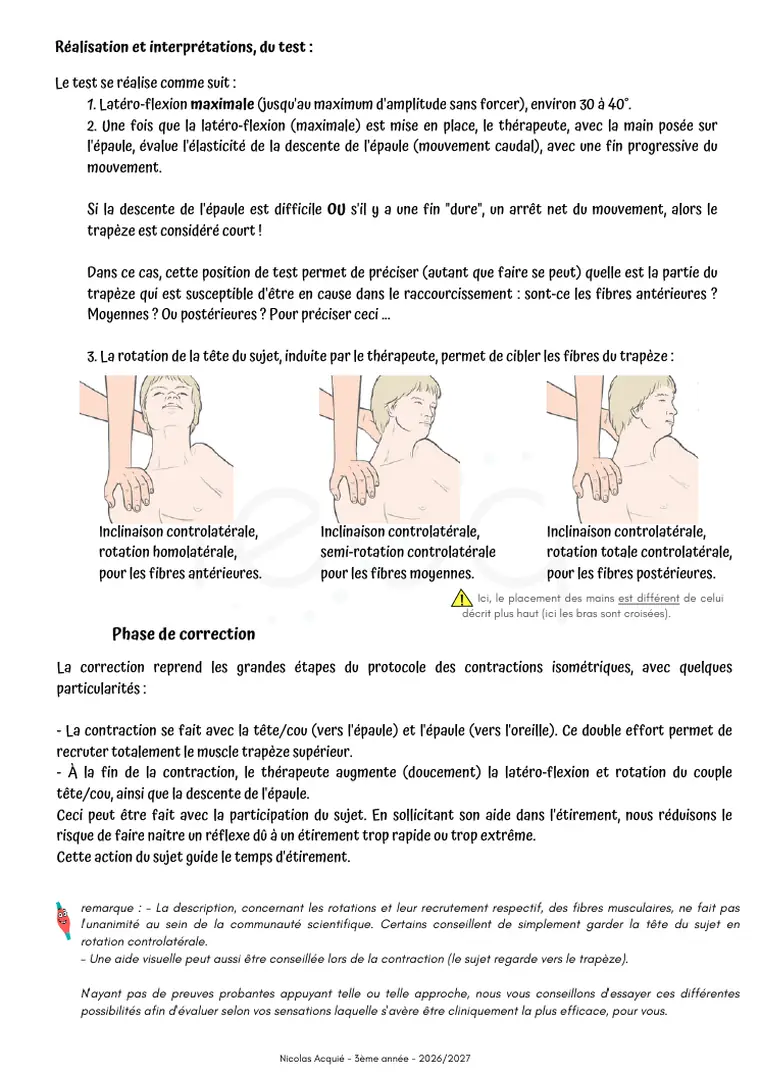 Réalisation et interprétations, du test :
Le test se réalise comme suit :
1. Latéro-flexion maximale (jusqu'au maximum d'amplitude sans forcer), environ 30 à 40°.
2. Une fois que la latéro-flexion (maximale) est mise en place, le thérapeute, avec la main posée sur
l'épaule, évalue l'élasticité de la descente de l'épaule (mouvement caudal), avec une fin progressive du
mouvement.
Si la descente de l'épaule est difficile OU s'il y a une fin "dure", un arrêt net du mouvement, alors le
trapèze est considéré court !
Dans ce cas, cette position de test permet de préciser (autant que faire se peut) quelle est la partie du
trapèze qui est susceptible d'être en cause dans le raccourcissement : sont-ce les fibres antérieures ?
Moyennes ? Ou postérieures ? Pour préciser ceci ...
3. La rotation de la tête du sujet, induite par le thérapeute, permet de cibler les fibres du trapèze :
Inclinaison controlatérale,
rotation homolatérale,
pour les fibres antérieures.
Inclinaison controlatérale,
semi-rotation controlatérale
pour les fibres moyennes.
Inclinaison controlatérale,
rotation totale controlatérale,
pour les fibres postérieures.
Ici, le placement des mains est différent de celui
décrit plus haut (ici les bras sont croisées).
Phase de correction
La correction reprend les grandes étapes du protocole des contractions isométriques, avec quelques
particularités :
- La contraction se fait avec la tête/cou (vers l'épaule) et l'épaule (vers l'oreille). Ce double effort permet de
recruter totalement le muscle trapèze supérieur.
- À la fin de la contraction, le thérapeute augmente (doucement) la latéro-flexion et rotation du couple
tête/cou, ainsi que la descente de l'épaule.
Ceci peut être fait avec la participation du sujet. En sollicitant son aide dans l'étirement, nous réduisons le
risque de faire naitre un réflexe dû à un étirement trop rapide ou trop extrême.
Cette action du sujet guide le temps d'étirement.
remarque : - La description, concernant les rotations et leur recrutement respectif, des fibres musculaires, ne fait pas
l'unanimité au sein de la communauté scientifique. Certains conseillent de simplement garder la tête du sujet en
rotation controlatérale.
- Une aide visuelle peut aussi être conseillée lors de la contraction (le sujet regarde vers le trapèze).
N'ayant pas de preuves probantes appuyant telle ou telle approche, nous vous conseillons d'essayer ces différentes
possibilités afin d'évaluer selon vos sensations laquelle s'avère être cliniquement la plus efficace, pour vous.
Nicolas Acquié - 3ème année - 2026/2027